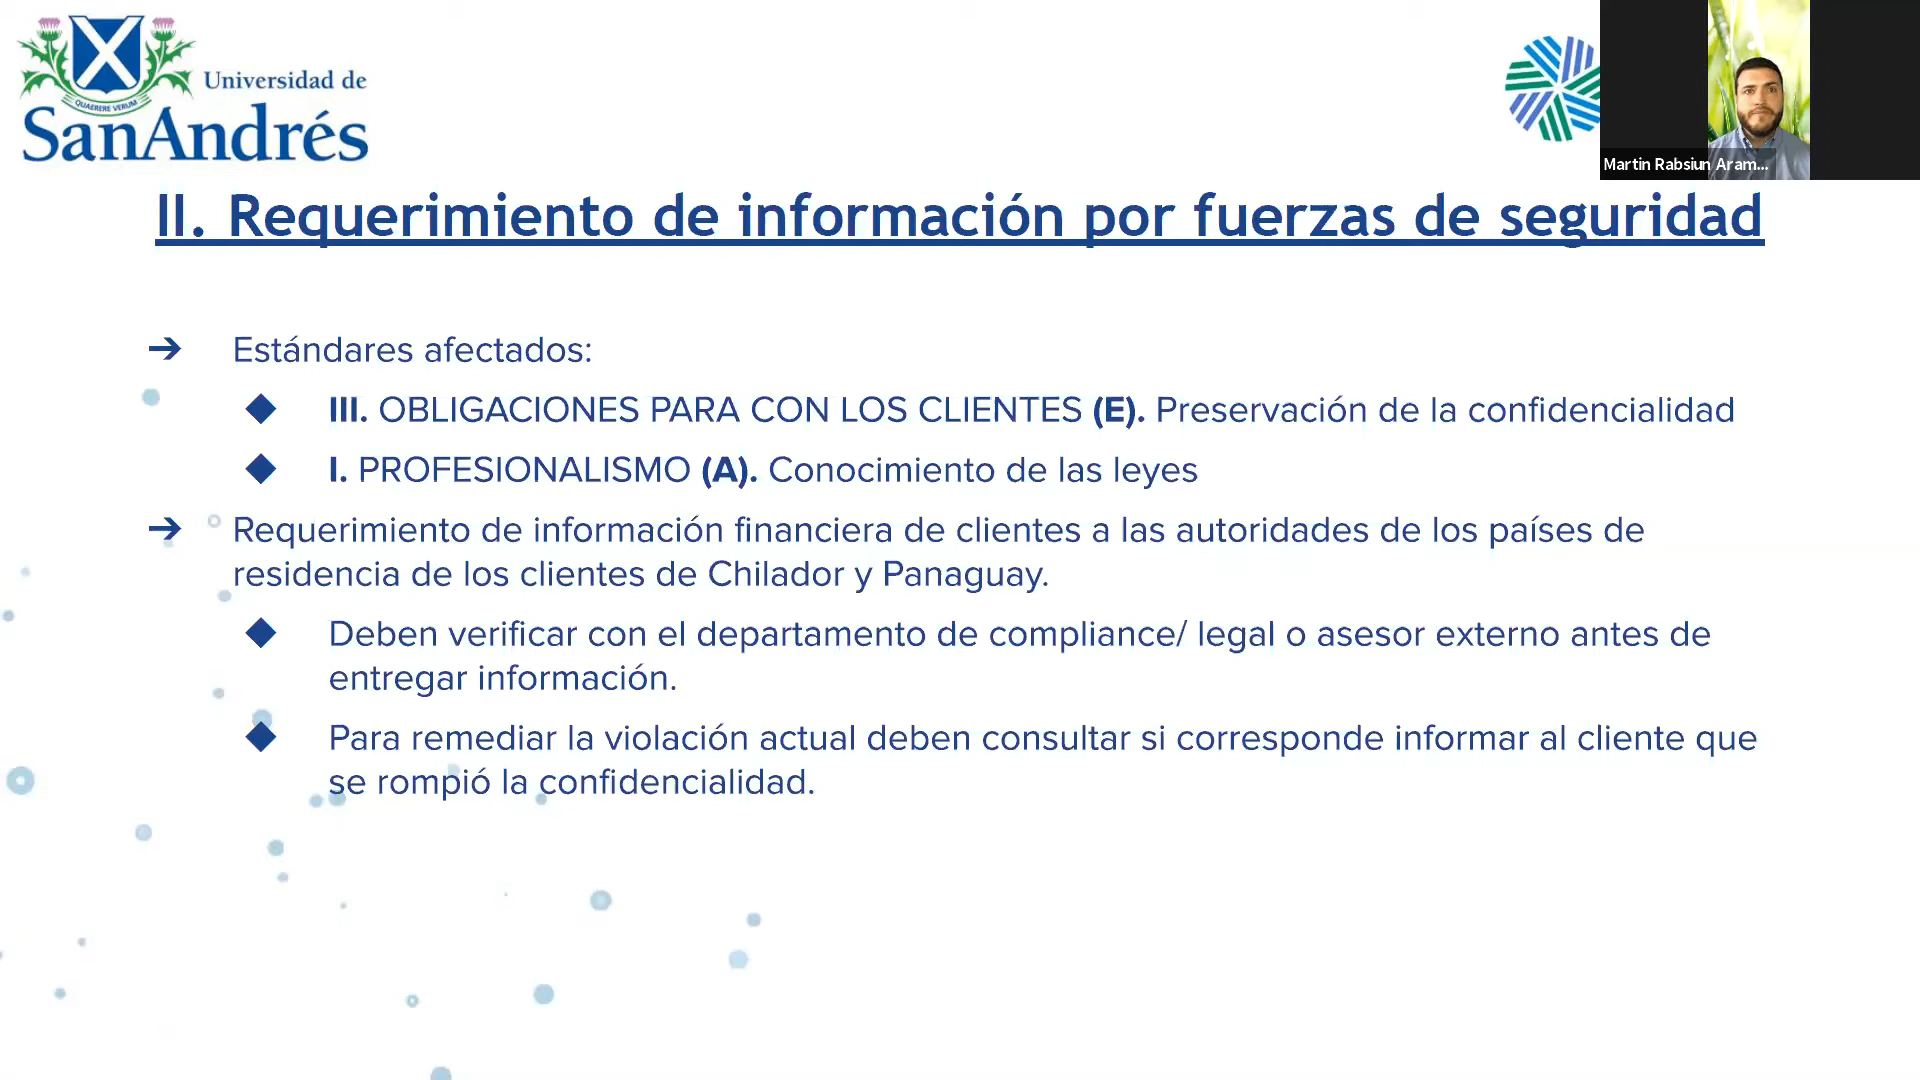 QUAERERE VERUM
Universidad de
SanAndrés
Martin Rabsiun Aram...
II. Requerimiento de información por fuerzas de seguridad
➔ Estándares afectados:
◆ III. OBLIGACIONES PARA CON LOS CLIENTES (E). Preservación de la confidencialidad
◆ I. PROFESIONALISMO (A). Conocimiento de las leyes
➔ Requerimiento de información financiera de clientes a las autoridades de los países de
residencia de los clientes de Chilador y Panaguay.
◆ Deben verificar con el departamento de compliance/ legal o asesor externo antes de
entregar información.
◆ Para remediar la violación actual deben consultar si corresponde informar al cliente que
se rompió la confidencialidad.